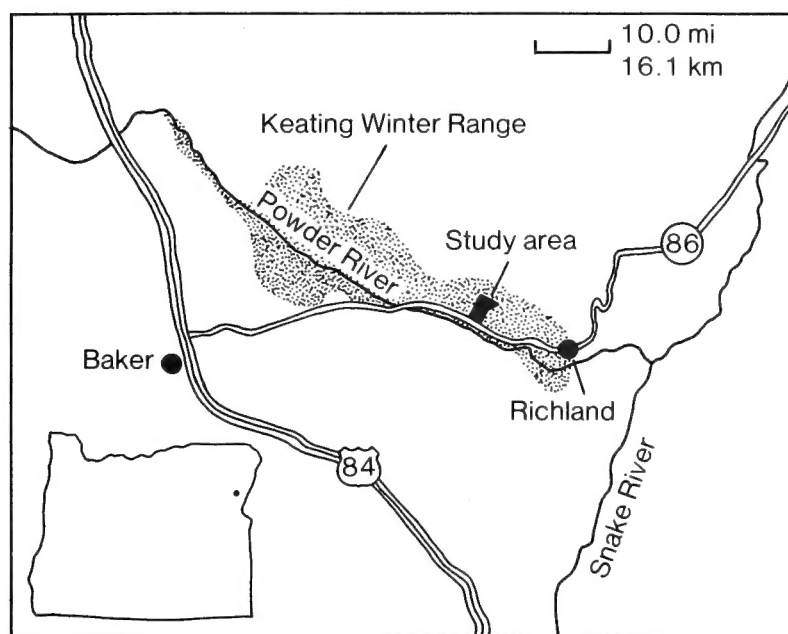 10.0 mi
16.1 km
Keating Winter Range
Powder River
Study area
86
Baker
Richland
84
Snake River